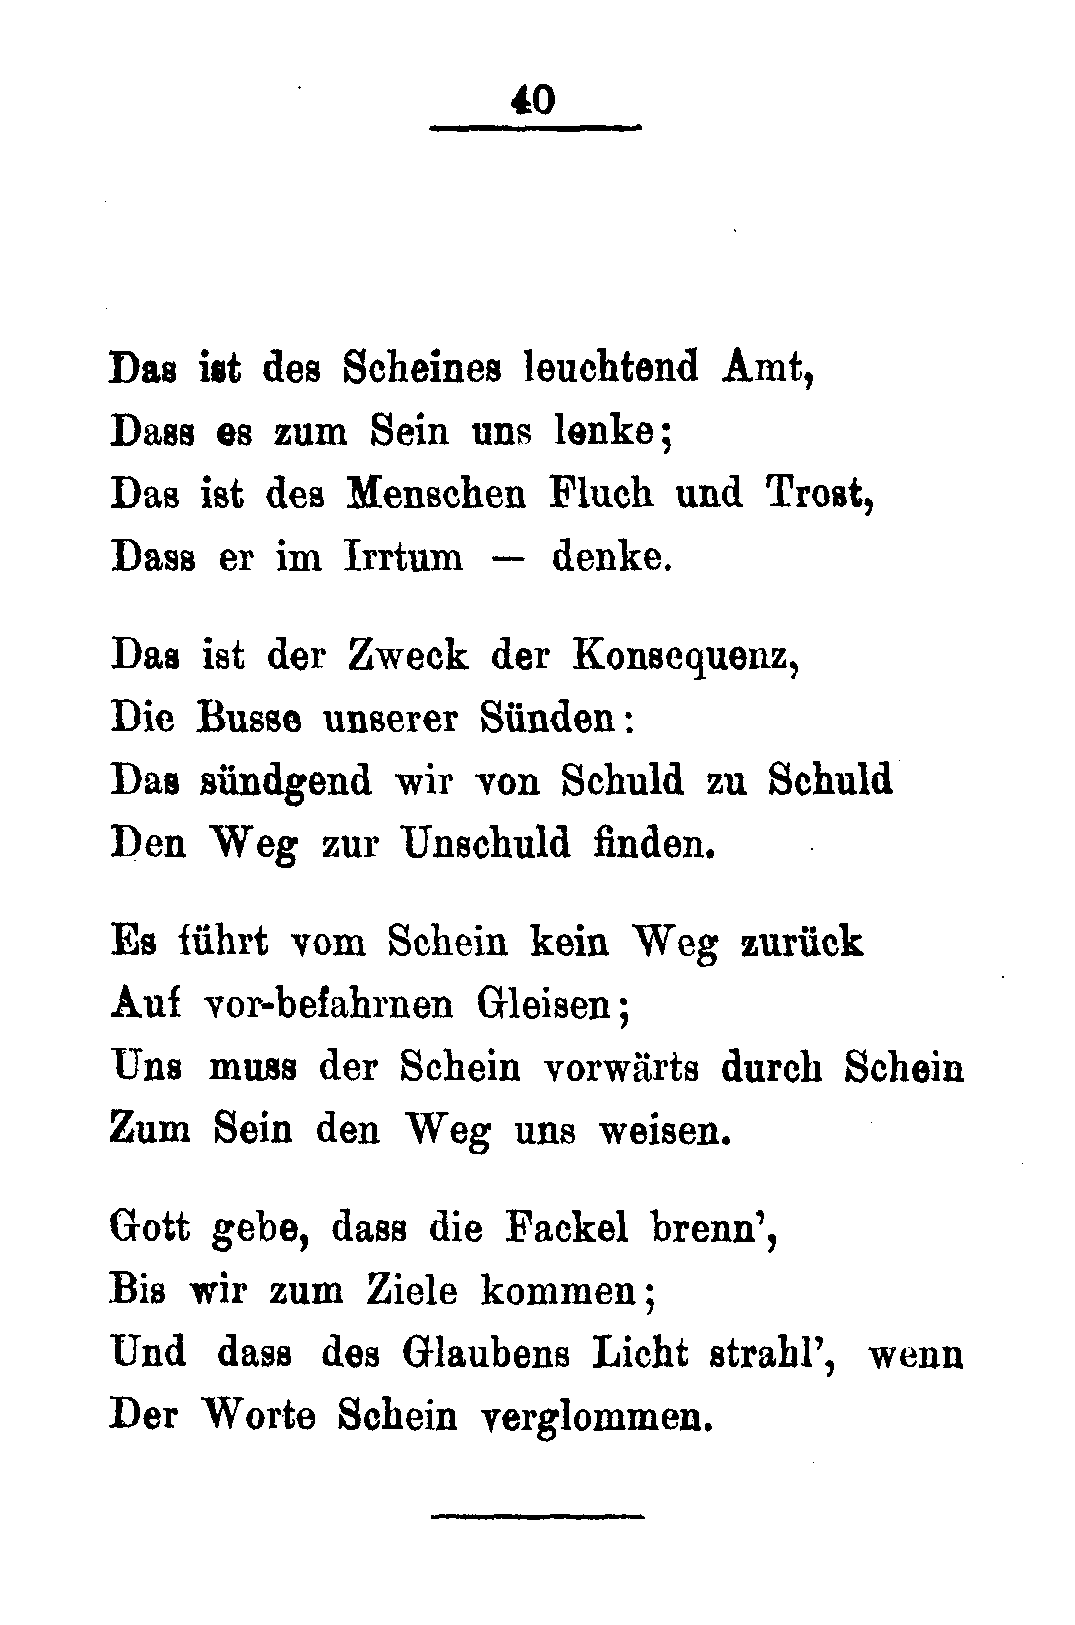 40
Das ist des Scheines leuchtend Amt,
Dass es zum Sein uns lenke;
Das ist des Menschen Fluch und Trost,
Dass er im Irrtum — denke.
Das ist der Zweck der Konsequenz,
Die Busse unserer Sünden:
Das sündgend wir von Schuld zu Schuld
Den Weg zur Unschuld finden.
Es führt vom Schein kein Weg zurück
Auf vor-befahrnen Gleisen;
Uns muss der Schein vorwärts durch Schein
Zum Sein den Weg uns weisen.
Gott gebe, dass die Fackel brenn’,
Bis wir zum Ziele kommen;
Und dass des Glaubens Licht strahl’, wenn
Der Worte Schein verglommen.